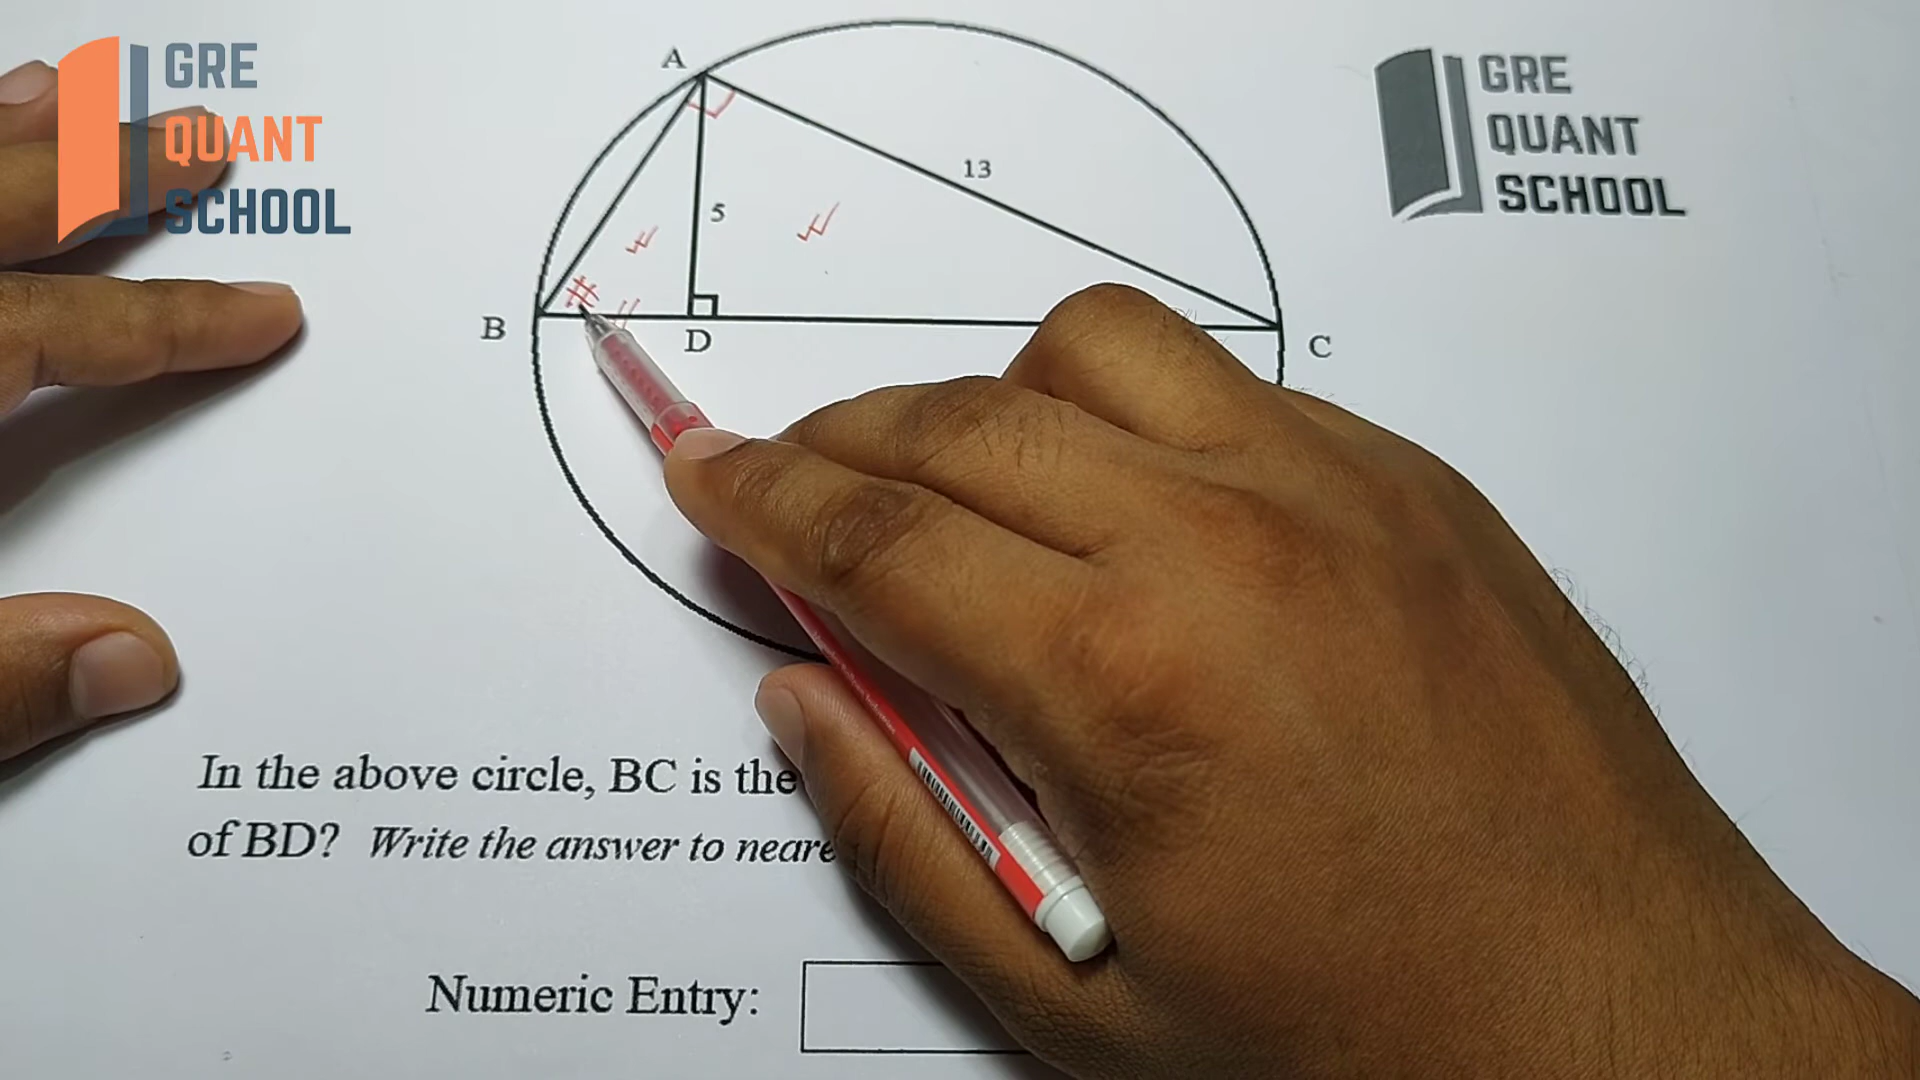 GRE
QUANT
SCHOOL
GRE
QUANT
SCHOOL
A
13
5
B
D
C
In the above circle, BC is the
of BD? Write the answer to neare
Numeric Entry: